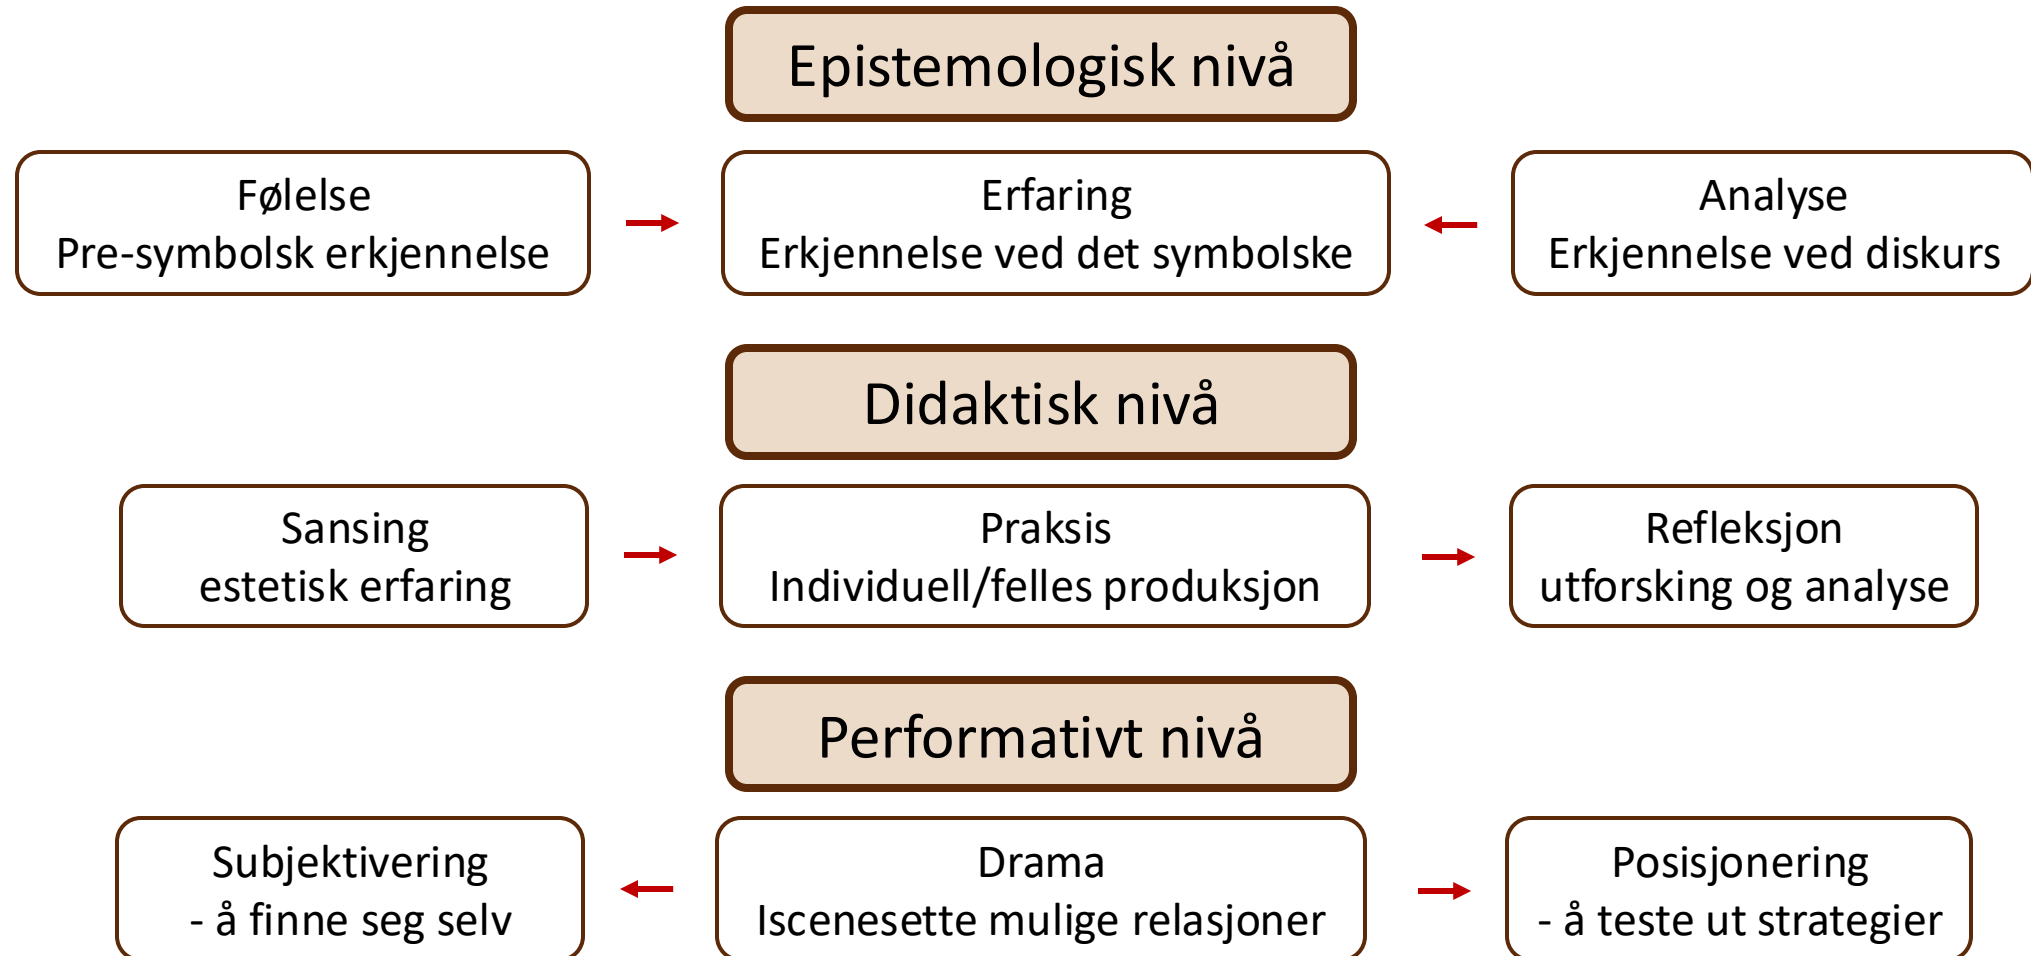 Epistemologisk nivå
Følelse
Pre-symbolsk erkjennelse
Erfaring
Erkjennelse ved det symbolske
Analyse
Erkjennelse ved diskurs
Didaktisk nivå
Sansing
estetisk erfaring
Praksis
Individuell/felles produksjon
Refleksjon
utforsking og analyse
Performativt nivå
Subjektivering
- å finne seg selv
Drama
Iscenesette mulige relasjoner
Posisjonering
- å teste ut strategier